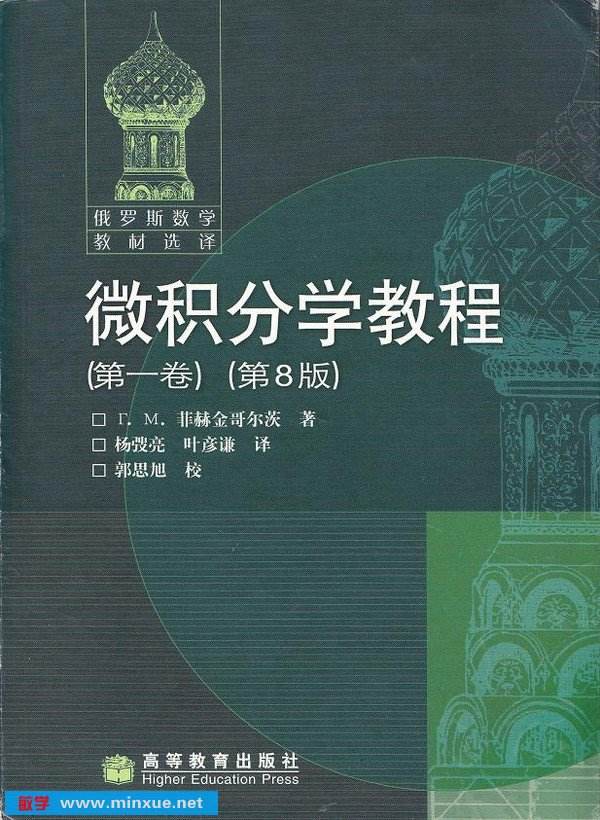 俄罗斯数学
教材选译
微积分学教程
(第一卷) (第8版)
□ Г. М. 菲赫金哥尔茨 著
□ 杨弢亮 叶彦谦 译
□ 郭思旭 校
高等教育出版社
Higher Education Press
敏学 www.minxue.net